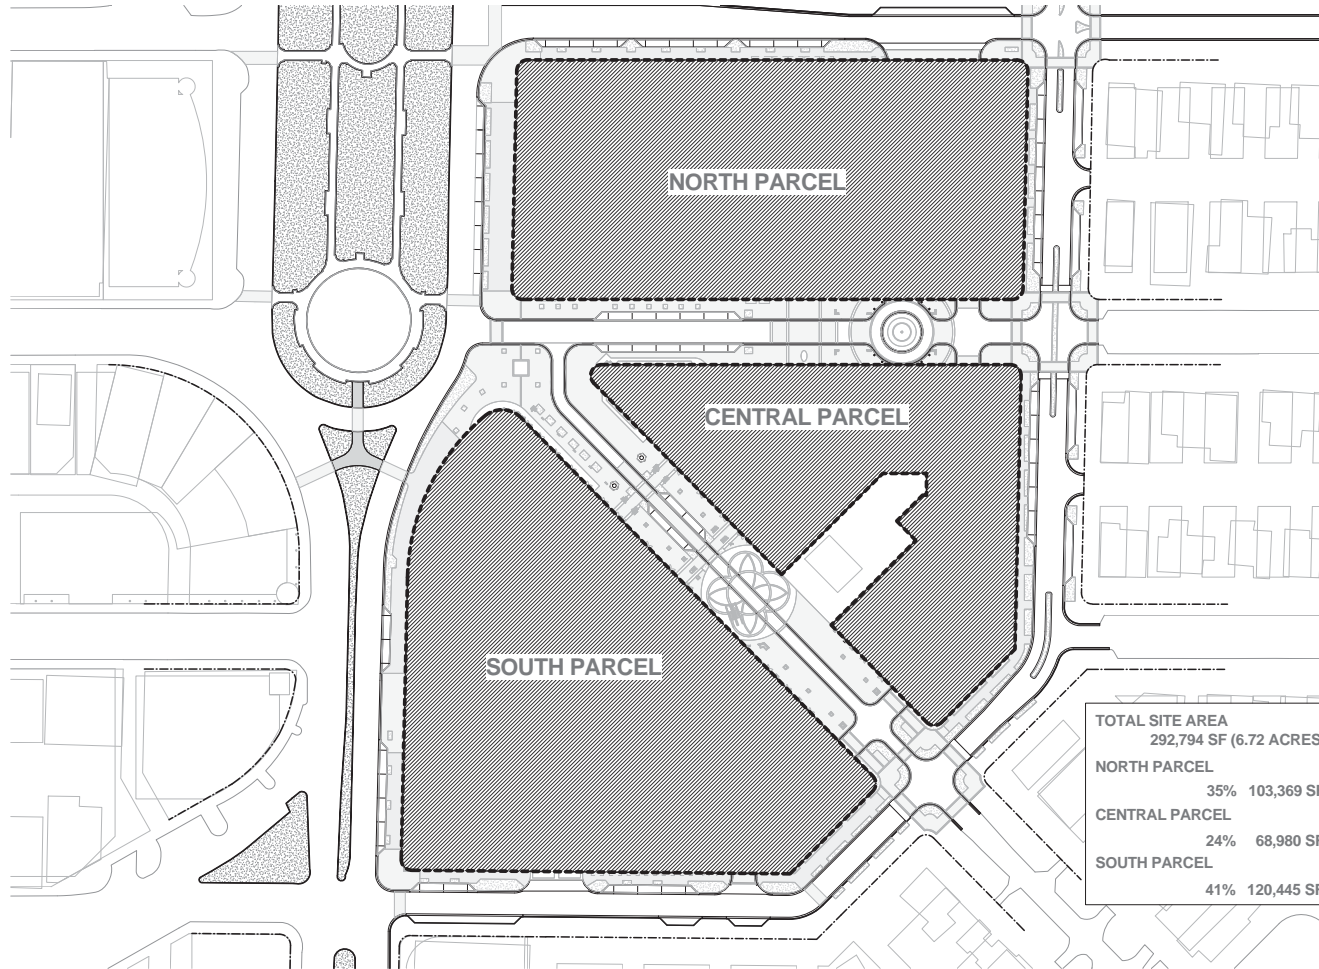 NORTH PARCEL
CENTRAL PARCEL
SOUTH PARCEL
TOTAL SITE AREA
292,794 SF (6.72 ACRES
NORTH PARCEL
35% 103,369 SF
CENTRAL PARCEL
24% 68,980 SF
SOUTH PARCEL
41% 120,445 SF